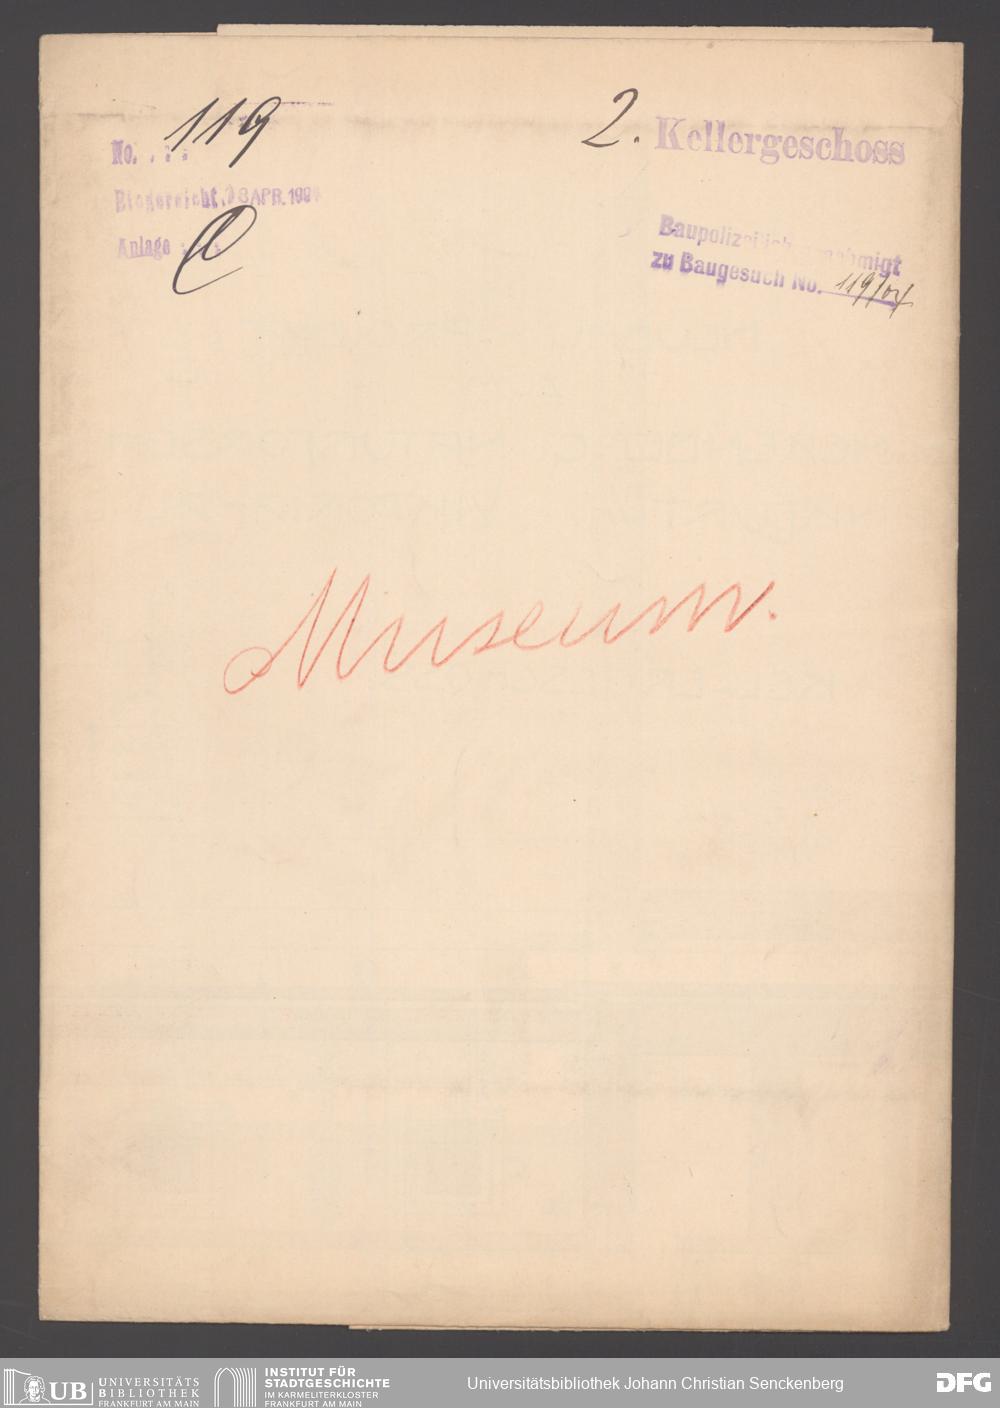 No. 119
2. Kellergeschoss
Eingereicht. APR. 190
Anlage
Baupolizeilich genehmigt
zu Baugesuch No. 119/04
Museum.
UB UNIVERSITÄTS
BIBLIOTHEK
FRANKFURT AM MAIN
INSTITUT FÜR
STADTGESCHICHTE
IM KARMELITERKLOSTER
FRANKFURT AM MAIN
Universitätsbibliothek Johann Christian Senckenberg
DFG